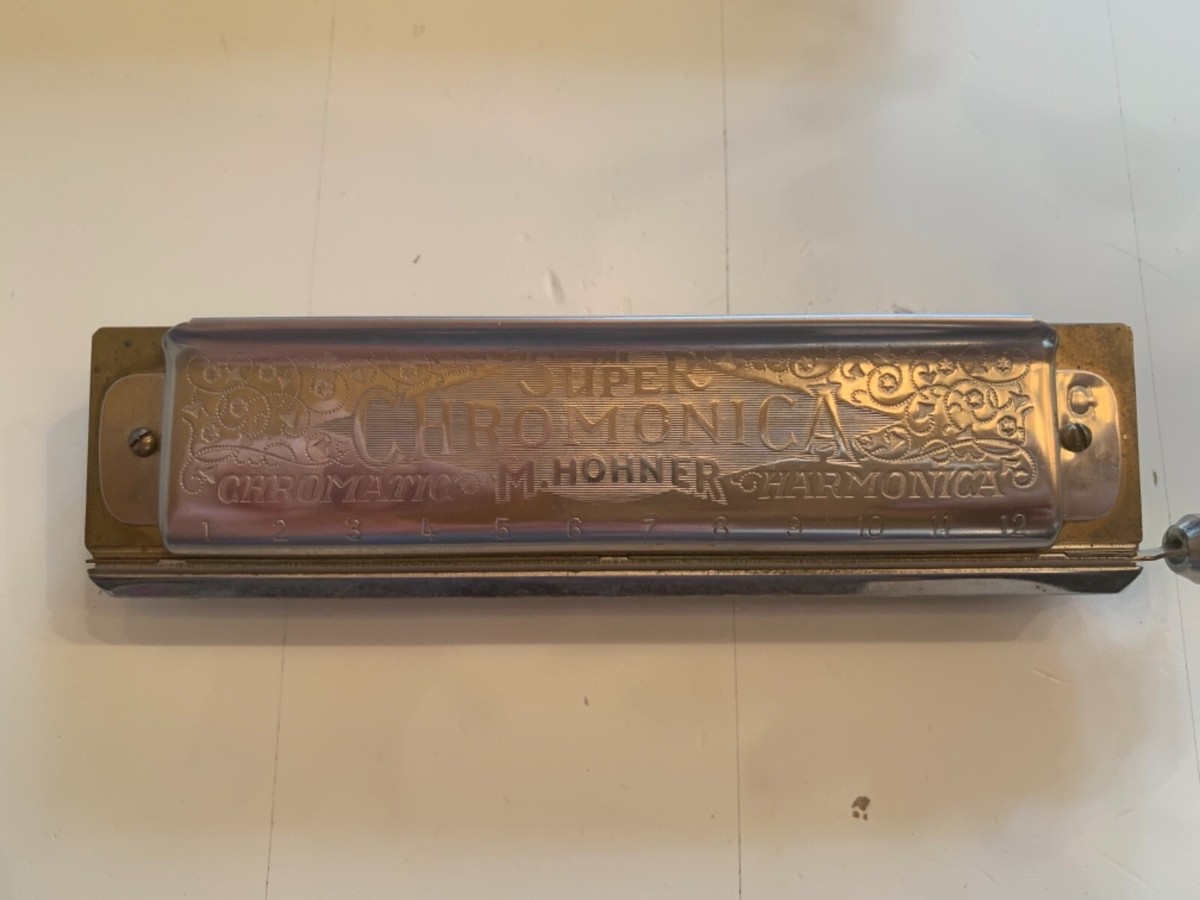 SUPER
CHROMONICA
CHROMATIC M. HOHNER HARMONICA
1 2 3 4 5 6 7 8 9 10 11 12
C